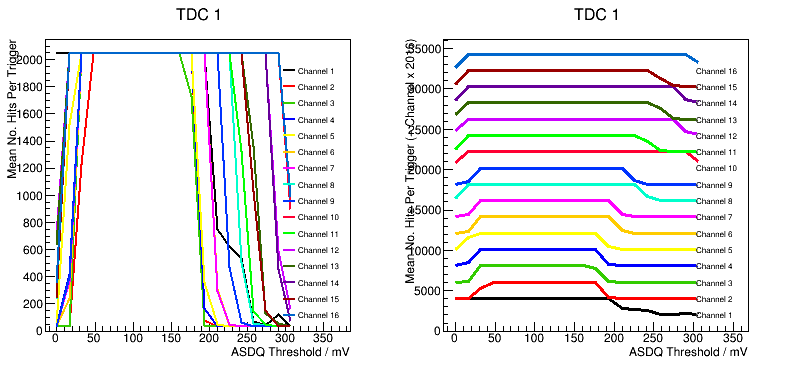 TDC 1
Mean No. Hits Per Trigger
2000
1800
1600
1400
1200
1000
800
600
400
200
0
0 50 100 150 200 250 300 350
ASDQ Threshold / mV
Channel 1
Channel 2
Channel 3
Channel 4
Channel 5
Channel 6
Channel 7
Channel 8
Channel 9
Channel 10
Channel 11
Channel 12
Channel 13
Channel 14
Channel 15
Channel 16
TDC 1
Mean No. Hits Per Trigger (+ Channel x 2016)
35000
30000
25000
20000
15000
10000
5000
0
0 50 100 150 200 250 300 350
ASDQ Threshold / mV
Channel 16
Channel 15
Channel 14
Channel 13
Channel 12
Channel 11
Channel 10
Channel 9
Channel 8
Channel 7
Channel 6
Channel 5
Channel 4
Channel 3
Channel 2
Channel 1